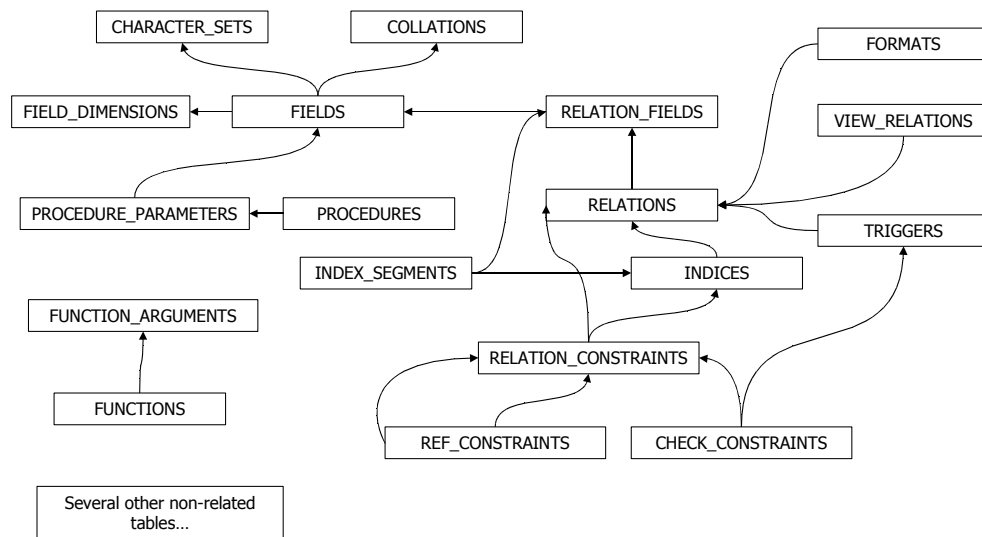 CHARACTER_SETS
COLLATIONS
FORMATS
FIELD_DIMENSIONS
FIELDS
RELATION_FIELDS
VIEW_RELATIONS
PROCEDURE_PARAMETERS
PROCEDURES
RELATIONS
TRIGGERS
INDEX_SEGMENTS
INDICES
FUNCTION_ARGUMENTS
RELATION_CONSTRAINTS
FUNCTIONS
REF_CONSTRAINTS
CHECK_CONSTRAINTS
Several other non-related
tables…